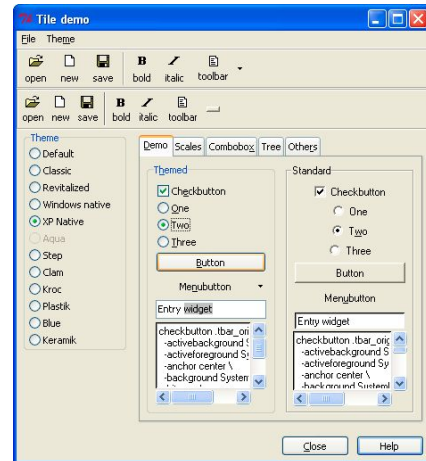 Tile demo
File Theme
open new save bold italic toolbar
open new save bold italic toolbar
Theme
Default
Classic
Revitalized
Windows native
XP Native
Aqua
Step
Clam
Kroc
Plastik
Blue
Keramik
Demo Scales Combobox Tree Others
Themed
Checkbutton
One
Two
Three
Button
Menubutton
Entry widget
checkbutton .tbar_orig
-activebackground S
-activeforeground Sy
-anchor center \
-background System
Standard
Checkbutton
One
Two
Three
Button
Menubutton
Entry widget
checkbutton .tbar_orig
-activebackground S
-activeforeground Sy
-anchor center \
-background System
Close Help